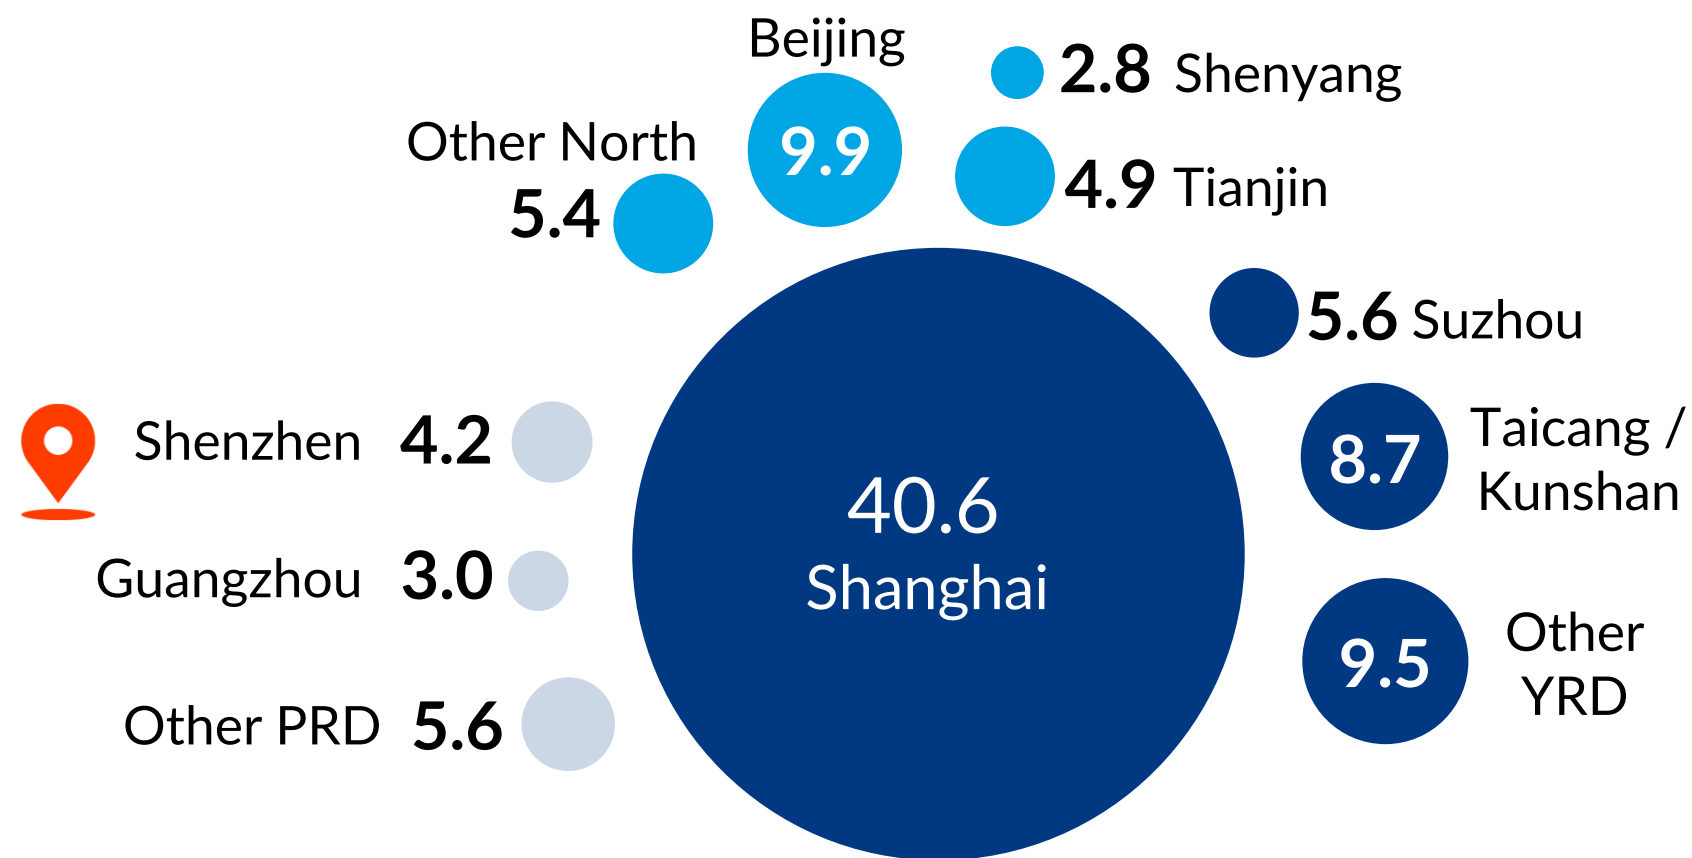 Beijing
9.9
2.8 Shenyang
Other North
5.4
4.9 Tianjin
5.6 Suzhou
Shenzhen 4.2
Taicang /
Kunshan
8.7
40.6
Shanghai
Guangzhou 3.0
Other
YRD
9.5
Other PRD 5.6